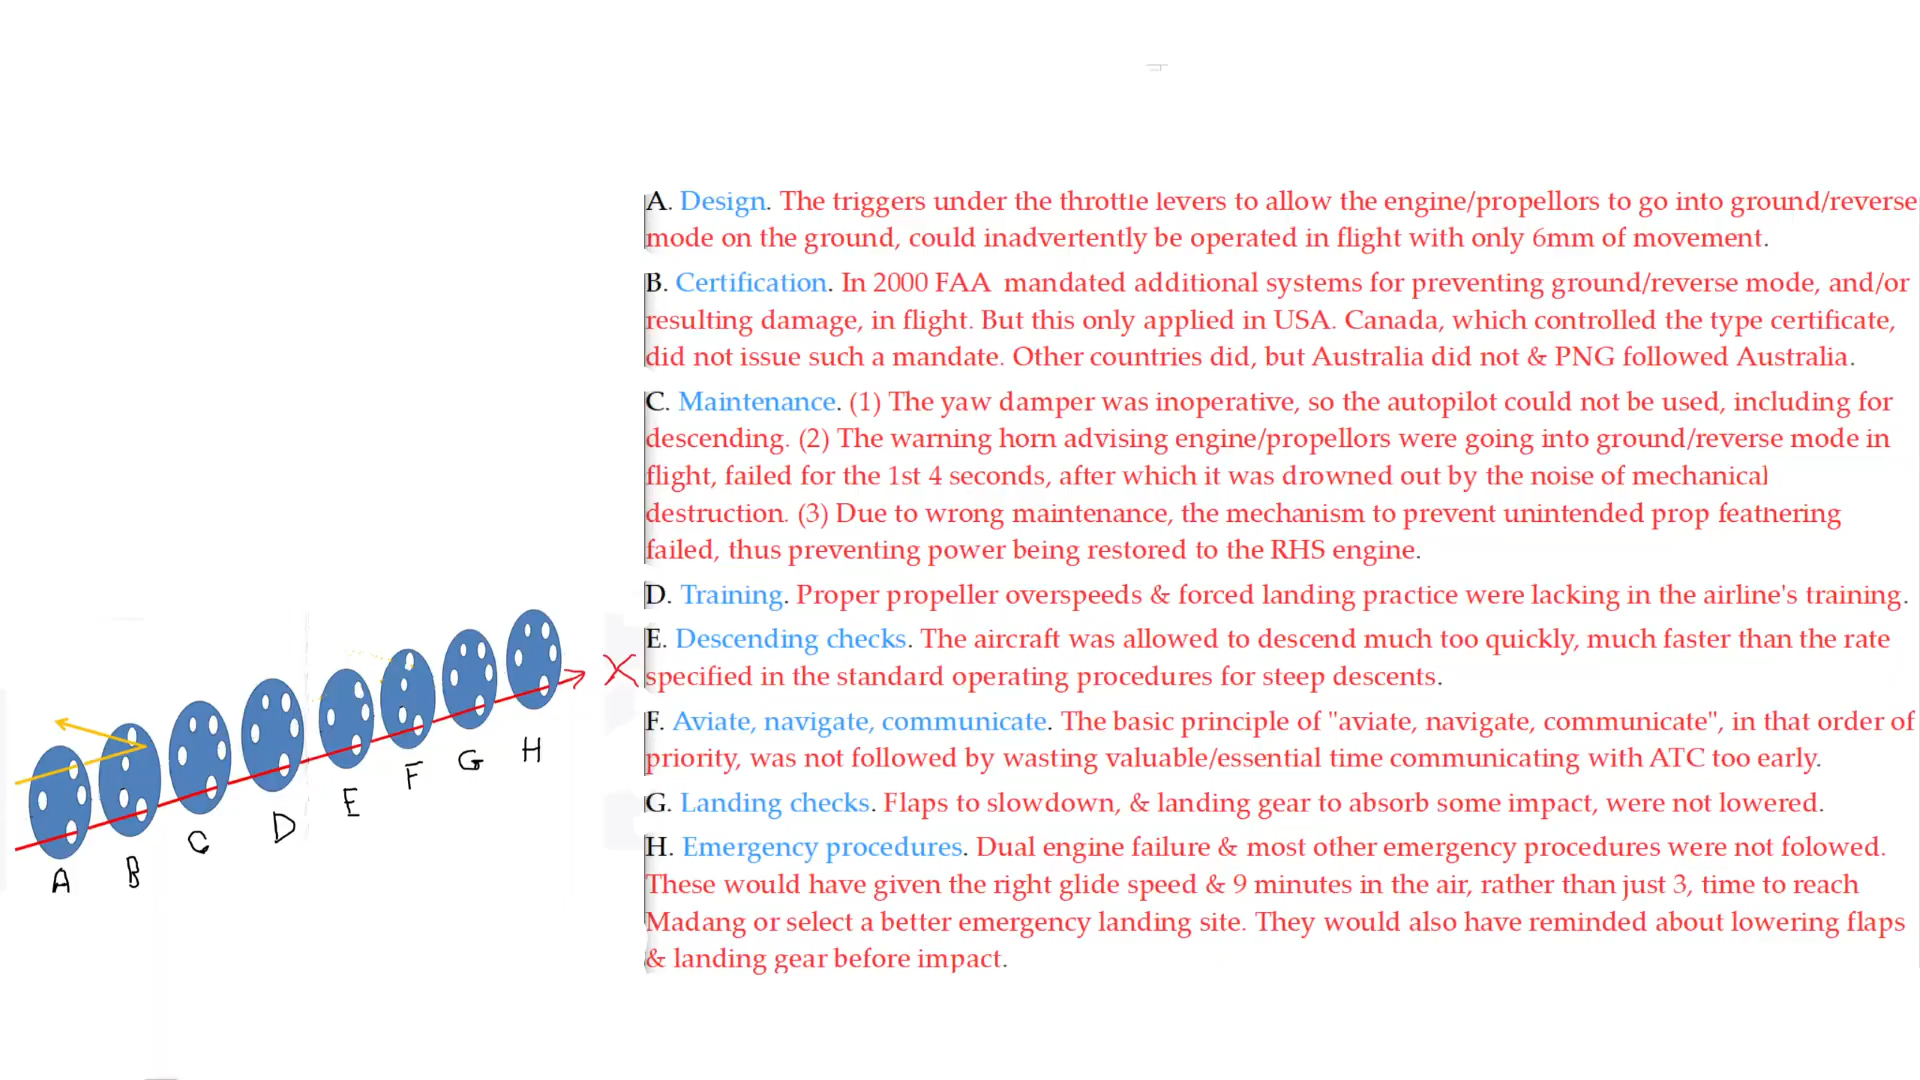 A. Design. The triggers under the throttle levers to allow the engine/propellors to go into ground/reverse
mode on the ground, could inadvertently be operated in flight with only 6mm of movement.
B. Certification. In 2000 FAA mandated additional systems for preventing ground/reverse mode, and/or
resulting damage, in flight. But this only applied in USA. Canada, which controlled the type certificate,
did not issue such a mandate. Other countries did, but Australia did not & PNG followed Australia.
C. Maintenance. (1) The yaw damper was inoperative, so the autopilot could not be used, including for
descending. (2) The warning horn advising engine/propellors were going into ground/reverse mode in
flight, failed for the 1st 4 seconds, after which it was drowned out by the noise of mechanical
destruction. (3) Due to wrong maintenance, the mechanism to prevent unintended prop feathering
failed, thus preventing power being restored to the RHS engine.
D. Training. Proper propeller overspeeds & forced landing practice were lacking in the airline's training.
E. Descending checks. The aircraft was allowed to descend much too quickly, much faster than the rate
specified in the standard operating procedures for steep descents.
F. Aviate, navigate, communicate. The basic principle of "aviate, navigate, communicate", in that order of
priority, was not followed by wasting valuable/essential time communicating with ATC too early.
G. Landing checks. Flaps to slowdown, & landing gear to absorb some impact, were not lowered.
H. Emergency procedures. Dual engine failure & most other emergency procedures were not folowed.
These would have given the right glide speed & 9 minutes in the air, rather than just 3, time to reach
Madang or select a better emergency landing site. They would also have reminded about lowering flaps
& landing gear before impact.
A
B
C
D
E
F
G
H
X